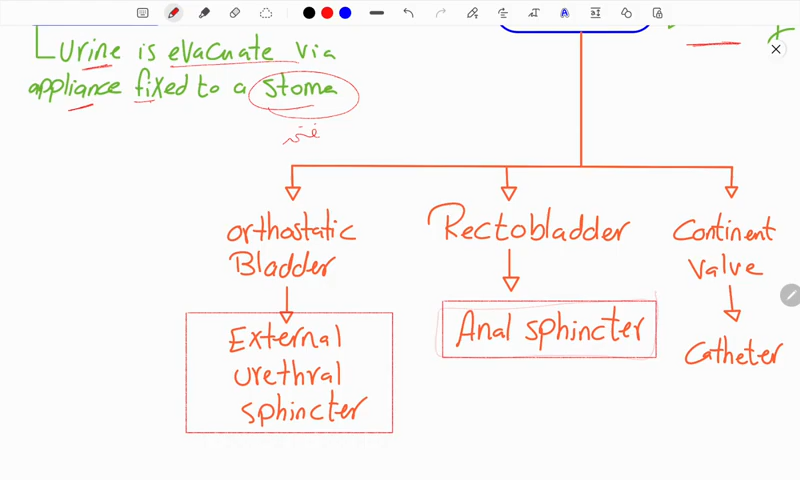 Urine is evacuate via
appliance fixed to a stoma
Orthostatic
Bladder
Rectobladder
Continent
Valve
External
urethral
sphincter
Anal sphincter
Catheter